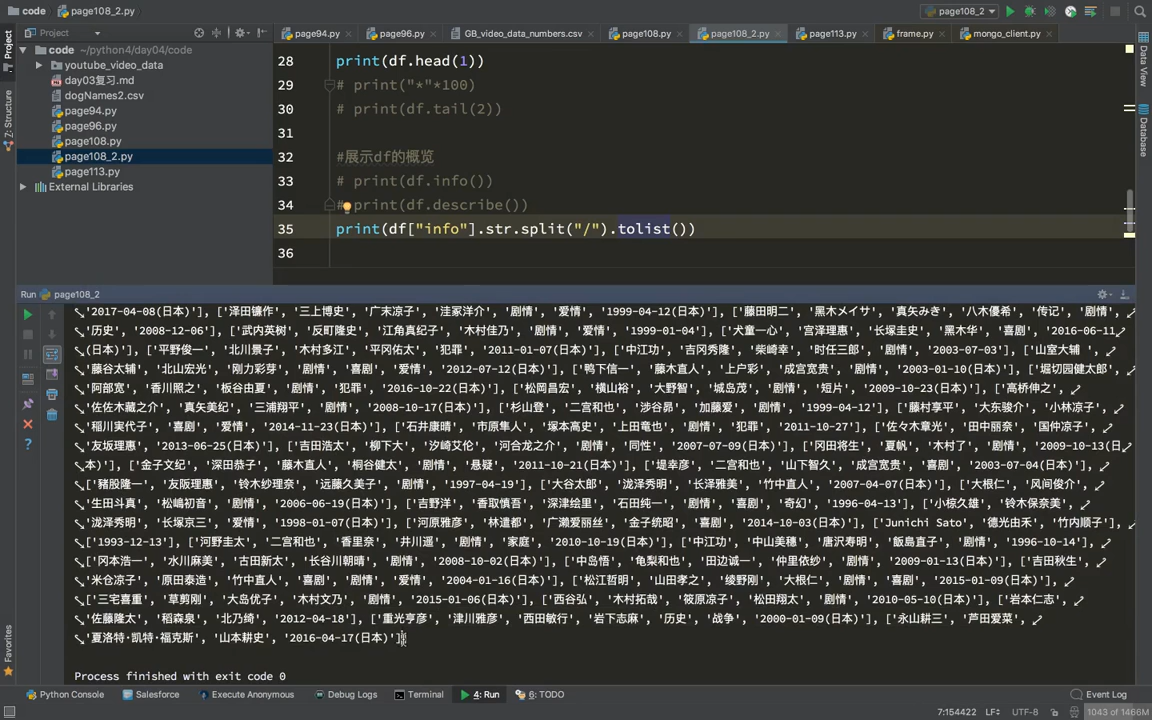 code
page108_2.py
page108_2
Project
page94.py
page96.py
GB_video_data_numbers.csv
page108.py
page108_2.py
page113.py
frame.py
mongo_client.py
1: Project
7: Structure
Favorites
Data View
Database
code ~/python4/day04/code
youtube_video_data
day03复习.md
dogNames2.csv
page94.py
page96.py
page108.py
page108_2.py
page113.py
External Libraries
28 print(df.head(1))
29 # print("*"*100)
30 # print(df.tail(2))
31
32 #展示df的概览
33 # print(df.info())
34 # print(df.describe())
35 print(df["info"].str.split("/").tolist())
36
Run page108_2
'2017-04-08(日本)'], ['泽田镰作', '三上博史', '广末凉子', '洼冢洋介', '剧情', '爱情', '1999-04-12(日本)'], ['藤田明二', '黑木メイサ', '真矢みき', '八木優希', '传记',
'历史', '2008-12-06'], ['武内英树', '反町隆史', '江角真纪子', '木村佳乃', '剧情', '爱情', '1999-01-04'], ['犬童一心', '宫泽理惠', '长塚圭史', '黑木华', '喜剧', '2016-06-11
(日本)'], ['平野俊一', '北川景子', '木村多江', '平冈佑太', '犯罪', '2011-01-07(日本)'], ['中江功', '吉冈秀隆', '柴崎幸', '时任三郎', '剧情', '2003-07-03'], ['山室大輔',
'藤谷太辅', '北山宏光', '刚力彩芽', '剧情', '喜剧', '2012-07-12(日本)'], ['鸭下信一', '藤木直人', '上户彩', '成宫宽贵', '剧情', '2003-01-10(日本)'], ['堀切园健太郎',
'阿部宽', '香川照之', '板谷由夏', '剧情', '犯罪', '2016-10-22(日本)'], ['松冈昌宏', '横山裕', '大野智', '城岛茂', '剧情', '短片', '2009-10-23(日本)'], ['高桥伸之',
'佐佐木藏之介', '真矢美纪', '三浦翔平', '剧情', '2008-10-17(日本)'], ['杉山登', '二宫和也', '涉谷昴', '加藤爱', '剧情', '1999-04-12'], ['藤村享平', '大东骏介', '小林凉子',
'稲川実代子', '喜剧', '爱情', '2014-11-23(日本)'], ['石井康晴', '市原隼人', '塚本高史', '上田竜也', '剧情', '犯罪', '2011-10-27'], ['佐々木章光', '田中丽奈', '国仲凉子',
'友坂理惠', '2013-06-25(日本)'], ['吉田浩太', '柳下大', '汐崎艾伦', '河合龙之介', '剧情', '同性', '2007-07-09(日本)'], ['冈田将生', '夏帆', '木村了', '剧情', '2009-10-13(日
本)'], ['金子文纪', '深田恭子', '藤木直人', '桐谷健太', '剧情', '悬疑', '2011-10-21(日本)'], ['堤幸彦', '二宫和也', '山下智久', '成宫宽贵', '喜剧', '2003-07-04(日本)'],
['豬股隆一', '友阪理惠', '铃木纱理奈', '远藤久美子', '剧情', '1997-04-19'], ['大谷太郎', '泷泽秀明', '长泽雅美', '竹中直人', '2007-04-07(日本)'], ['大根仁', '风间俊介',
'生田斗真', '松嶋初音', '剧情', '2006-06-19(日本)'], ['吉野洋', '香取慎吾', '深津绘里', '石田纯一', '剧情', '喜剧', '奇幻', '1996-04-13'], ['小椋久雄', '铃木保奈美',
'泷泽秀明', '长塚京三', '爱情', '1998-01-07(日本)'], ['河原雅彦', '林遣都', '广濑爱丽丝', '金子统昭', '喜剧', '2014-10-03(日本)'], ['Junichi Sato', '德光由禾', '竹内顺子']
['1993-12-13'], ['河野圭太', '二宫和也', '香里奈', '井川遥', '家庭', '2010-10-19(日本)'], ['中江功', '中山美穗', '唐沢寿明', '飯島直子', '剧情', '1996-10-14'],
['冈本浩一', '水川麻美', '古田新太', '长谷川朝晴', '剧情', '2008-10-02(日本)'], ['中岛悟', '龟梨和也', '田边诚一', '仲里依纱', '剧情', '2009-01-13(日本)'], ['吉田秋生',
'米仓凉子', '原田泰造', '竹中直人', '喜剧', '剧情', '爱情', '2004-01-16(日本)'], ['松江哲明', '山田孝之', '绫野刚', '大根仁', '剧情', '喜剧', '2015-01-09(日本)'],
['三宅喜重', '草彅刚', '大岛优子', '木村文乃', '剧情', '2015-01-06(日本)'], ['西谷弘', '木村拓哉', '筱原凉子', '松田翔太', '剧情', '2010-05-10(日本)'], ['岩本仁志',
'佐藤隆太', '稻森泉', '北乃绮', '2012-04-18(日本)'], ['重光亨彦', '津川雅彦', '西田敏行', '岩下志麻', '历史', '战争', '2000-01-09(日本)'], ['永山耕三', '芦田爱菜',
'夏洛特·凯特·福克斯', '山本耕史', '2016-04-17(日本)']]
Process finished with exit code 0
Python Console
Salesforce
Execute Anonymous
Debug Logs
Terminal
4: Run
6: TODO
Event Log
7:154422
LF
UTF-8
1043 of 1466M